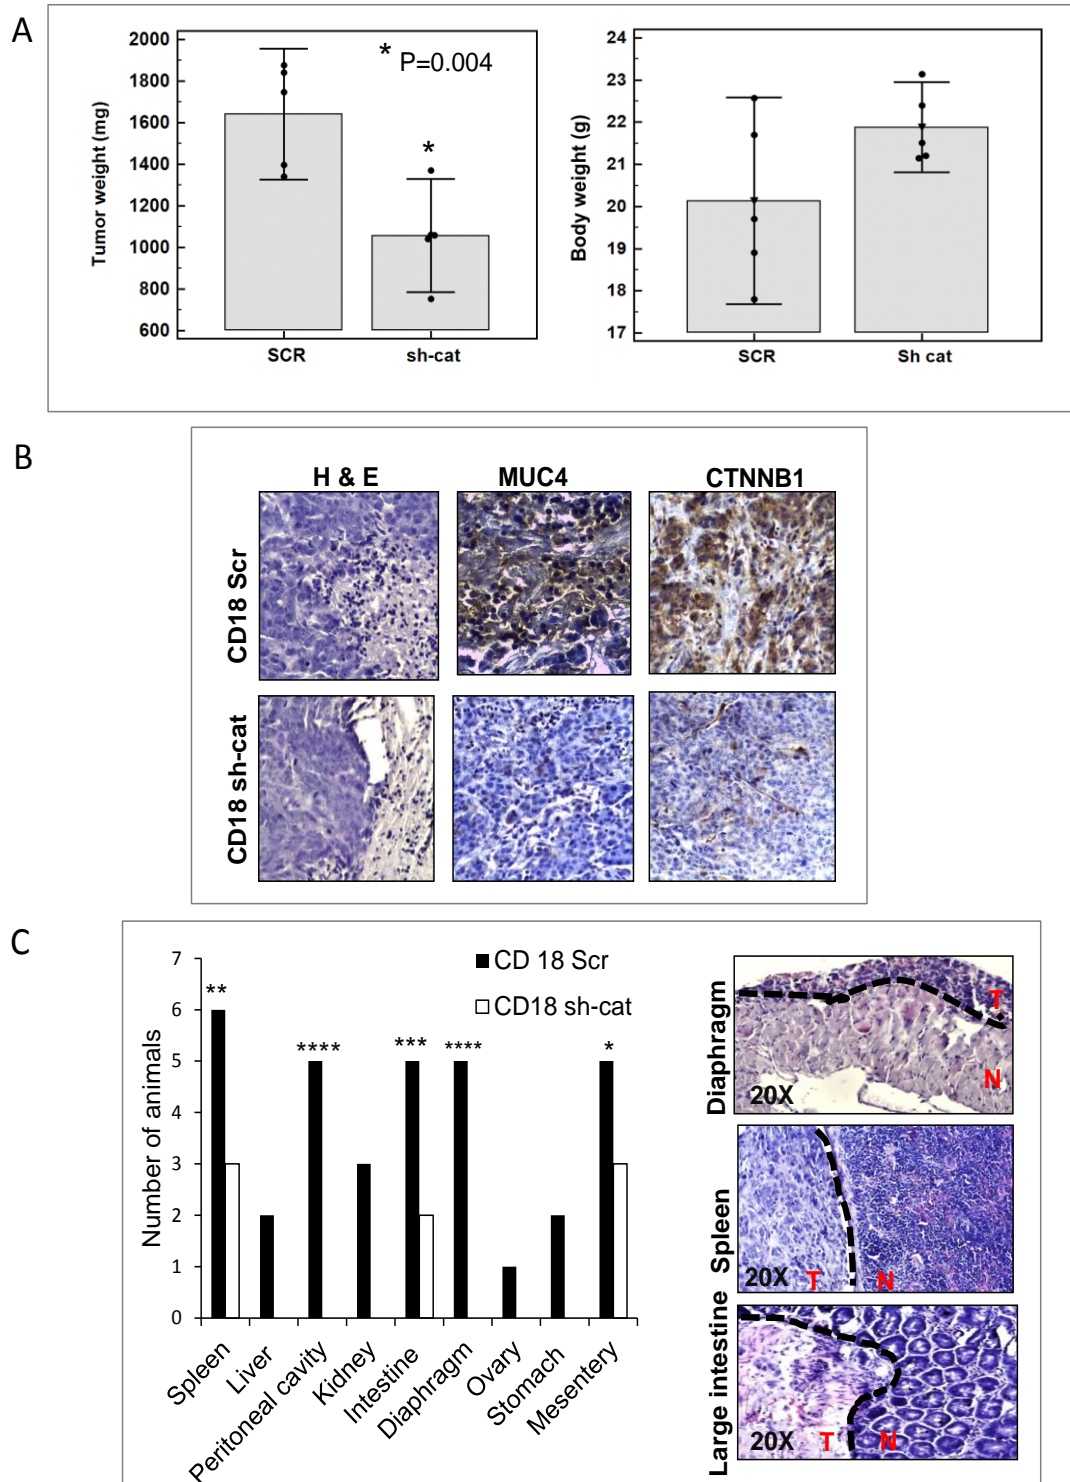 A
2000
1800
1600
1400
1200
1000
800
600
Tumor weight (mg)
* P=0.004
*
SCR
sh-cat
24
23
22
21
20
19
18
17
Body weight (g)
SCR
Sh cat
B
H & E
MUC4
CTNNB1
CD18 Scr
CD18 sh-cat
C
7
6
5
4
3
2
1
0
Number of animals
CD 18 Scr
CD18 sh-cat
**
****
***
****
*
Spleen
Liver
Peritoneal cavity
Kidney
Intestine
Diaphragm
Ovary
Stomach
Mesentery
Diaphragm
T
N
20X
Spleen
20X
T
N
Large intestine
20X
T
N